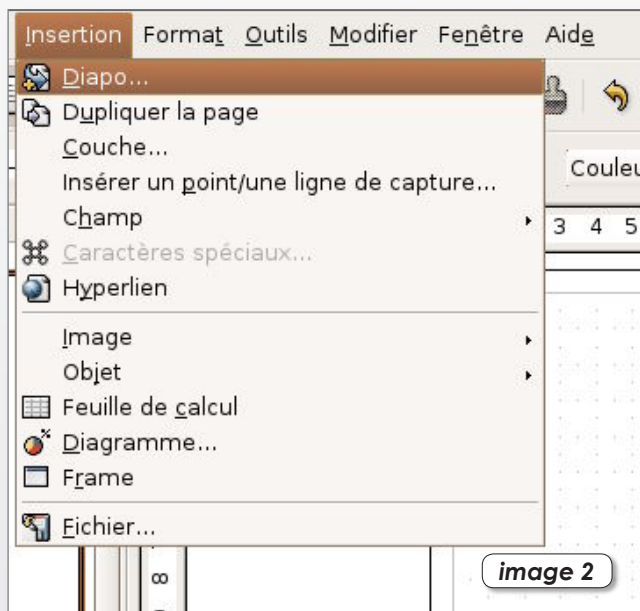 Insertion Format Outils Modifier Fenêtre Aide
Diapo...
Dupliquer la page
Couche...
Couleu
Insérer un point/une ligne de capture...
Champ
3 4 5
Caractères spéciaux...
Hyperlien
Image
Objet
Feuille de calcul
Diagramme...
Frame
Fichier...
image 2
8